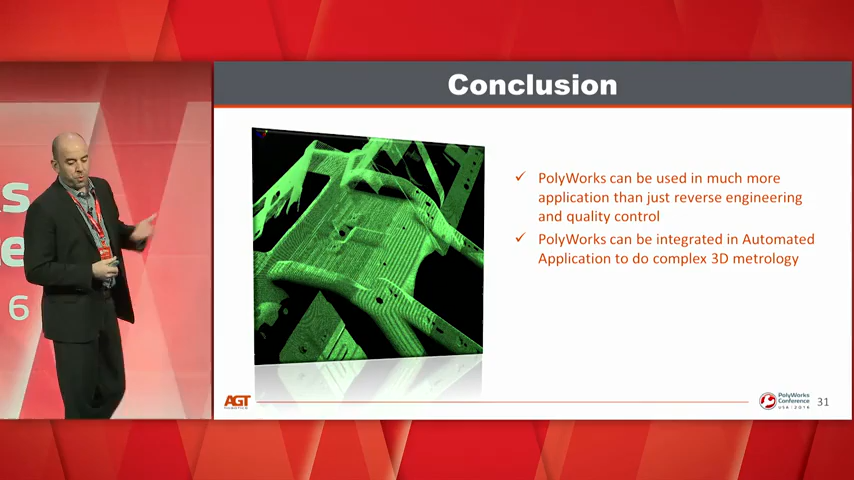 Conclusion
✓ PolyWorks can be used in much more
application than just reverse engineering
and quality control
✓ PolyWorks can be integrated in Automated
Application to do complex 3D metrology
s
e
6
AGT
PolyWorks
Conference
USA | 2016
31